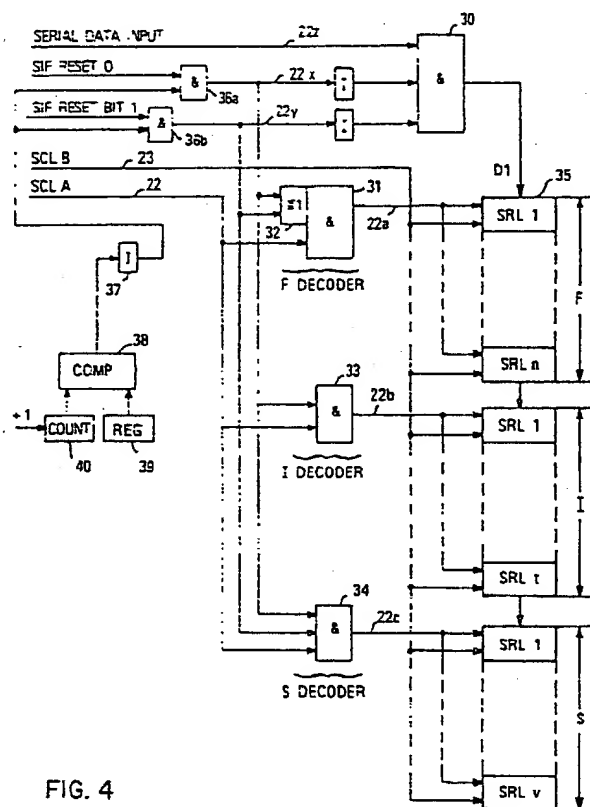 30
SERIAL DATA INPUT
22z
SIF RESET 0
&
22x
I
&
36a
SIF RESET BIT 1
&
22y
I
36b
SCL B
23
31
D1
35
SCL A
22
≥1
&
22a
SRL 1
32
I
37
F DECODER
F
38
COMP
33
SRL n
&
22b
SRL 1
+1
COUNT
REG
40
39
I DECODER
I
34
SRL t
&
22c
SRL 1
S DECODER
S
FIG. 4
SRL v